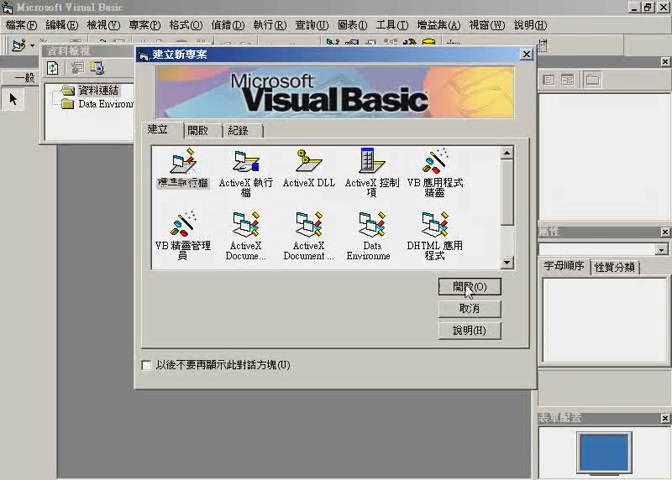 Microsoft Visual Basic
檔案(F) 編輯(E) 檢視(V) 專案(P) 格式(O) 偵錯(D) 執行(R) 查詢(U) 圖表(I) 工具(T) 增益集(A) 視窗(W) 說明(H)
資料檢視
資料連結
Data Environm
一般
建立新專案
Microsoft
Visual Basic
建立 開啟 紀錄
標準執行檔
ActiveX 執行檔
ActiveX DLL
ActiveX 控制項
VB 應用程式精靈
VB 精靈管理員
ActiveX Docume...
ActiveX Document ...
Data Environme
DHTML 應用程式
開啟(O)
取消
說明(H)
以後不要再顯示此對話方塊(U)
屬性
字母順序 性質分類
表單配置